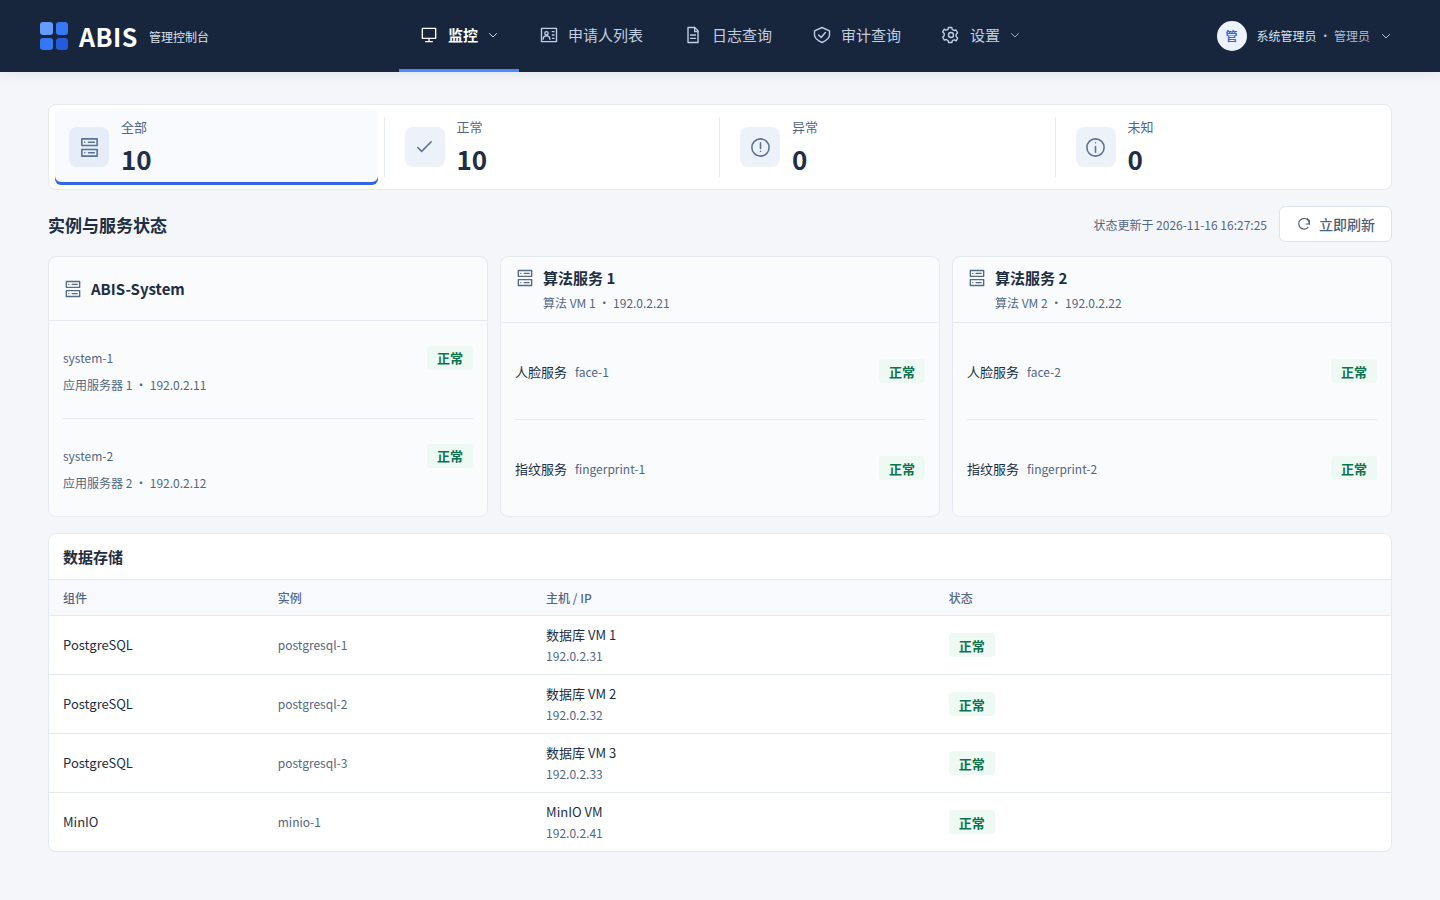 ABIS 管理控制台
监控
申请人列表
日志查询
审计查询
设置
管 系统管理员 · 管理员
全部
10
正常
10
异常
0
未知
0
实例与服务状态
状态更新于 2026-11-16 16:27:25
立即刷新
ABIS-System
system-1
正常
应用服务器 1 · 192.0.2.11
system-2
正常
应用服务器 2 · 192.0.2.12
算法服务 1
算法 VM 1 · 192.0.2.21
人脸服务 face-1
正常
指纹服务 fingerprint-1
正常
算法服务 2
算法 VM 2 · 192.0.2.22
人脸服务 face-2
正常
指纹服务 fingerprint-2
正常
数据存储
组件 实例 主机 / IP 状态
PostgreSQL postgresql-1 数据库 VM 1 正常
192.0.2.31
PostgreSQL postgresql-2 数据库 VM 2 正常
192.0.2.32
PostgreSQL postgresql-3 数据库 VM 3 正常
192.0.2.33
MinIO minio-1 MinIO VM 正常
192.0.2.41